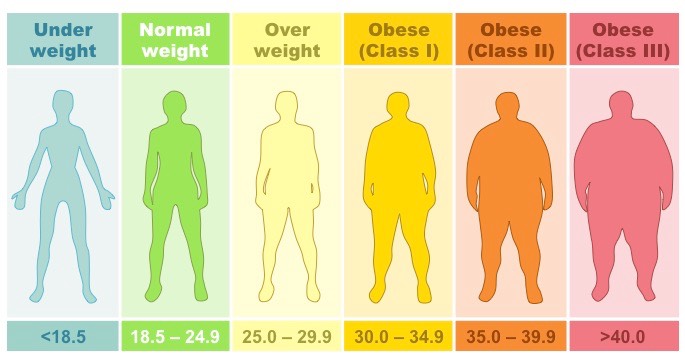 Under
weight
Normal
weight
Over
weight
Obese
(Class I)
Obese
(Class II)
Obese
(Class III)
<18.5
18.5 – 24.9
25.0 – 29.9
30.0 – 34.9
35.0 – 39.9
>40.0